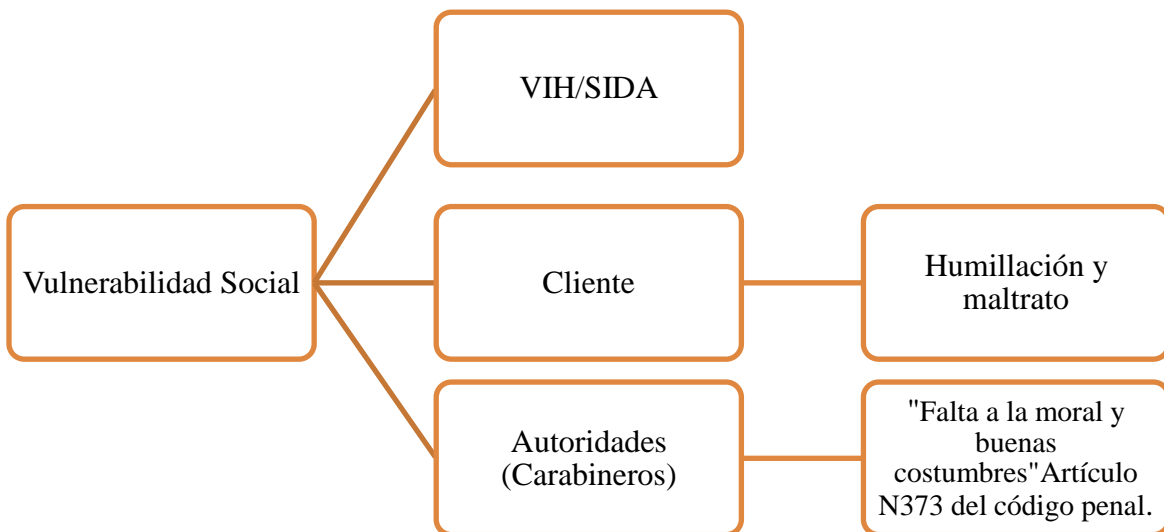 VIH/SIDA
Vulnerabilidad Social
Cliente
Humillación y
maltrato
Autoridades
(Carabineros)
"Falta a la moral y
buenas
costumbres"Artículo
N373 del código penal.